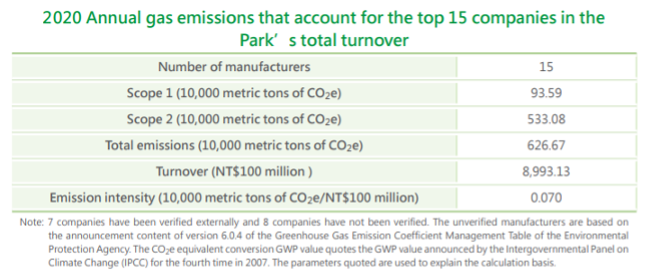 2020 Annual gas emissions that account for the top 15 companies in the
Park’s total turnover
Number of manufacturers 15
Scope 1 (10,000 metric tons of CO₂e) 93.59
Scope 2 (10,000 metric tons of CO₂e) 533.08
Total emissions (10,000 metric tons of CO₂e) 626.67
Turnover (NT$100 million ) 8,993.13
Emission intensity (10,000 metric tons of CO₂e/NT$100 million) 0.070
Note: 7 companies have been verified externally and 8 companies have not been verified. The unverified manufacturers are based on
the announcement content of version 6.0.4 of the Greenhouse Gas Emission Coefficient Management Table of the Environmental
Protection Agency. The CO₂e equivalent conversion GWP value quotes the GWP value announced by the Intergovernmental Panel on
Climate Change (IPCC) for the fourth time in 2007. The parameters quoted are used to explain the calculation basis.